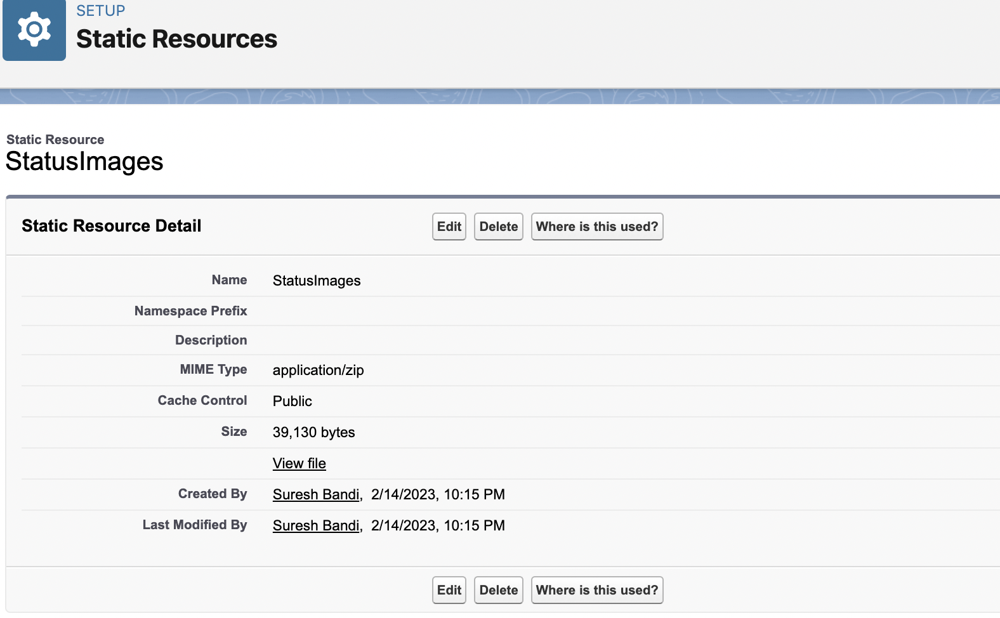 SETUP
Static Resources
Static Resource
StatusImages
Static Resource Detail
Edit Delete Where is this used?
Name StatusImages
Namespace Prefix
Description
MIME Type application/zip
Cache Control Public
Size 39,130 bytes
View file
Created By Suresh Bandi, 2/14/2023, 10:15 PM
Last Modified By Suresh Bandi, 2/14/2023, 10:15 PM
Edit Delete Where is this used?